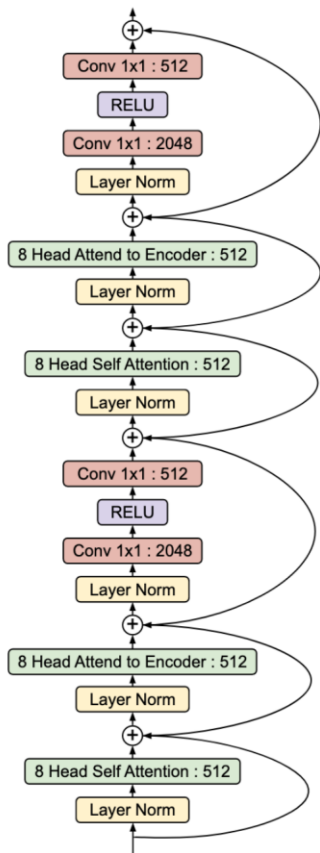 Conv 1x1 : 512
RELU
Conv 1x1 : 2048
Layer Norm
8 Head Attend to Encoder : 512
Layer Norm
8 Head Self Attention : 512
Layer Norm
Conv 1x1 : 512
RELU
Conv 1x1 : 2048
Layer Norm
8 Head Attend to Encoder : 512
Layer Norm
8 Head Self Attention : 512
Layer Norm